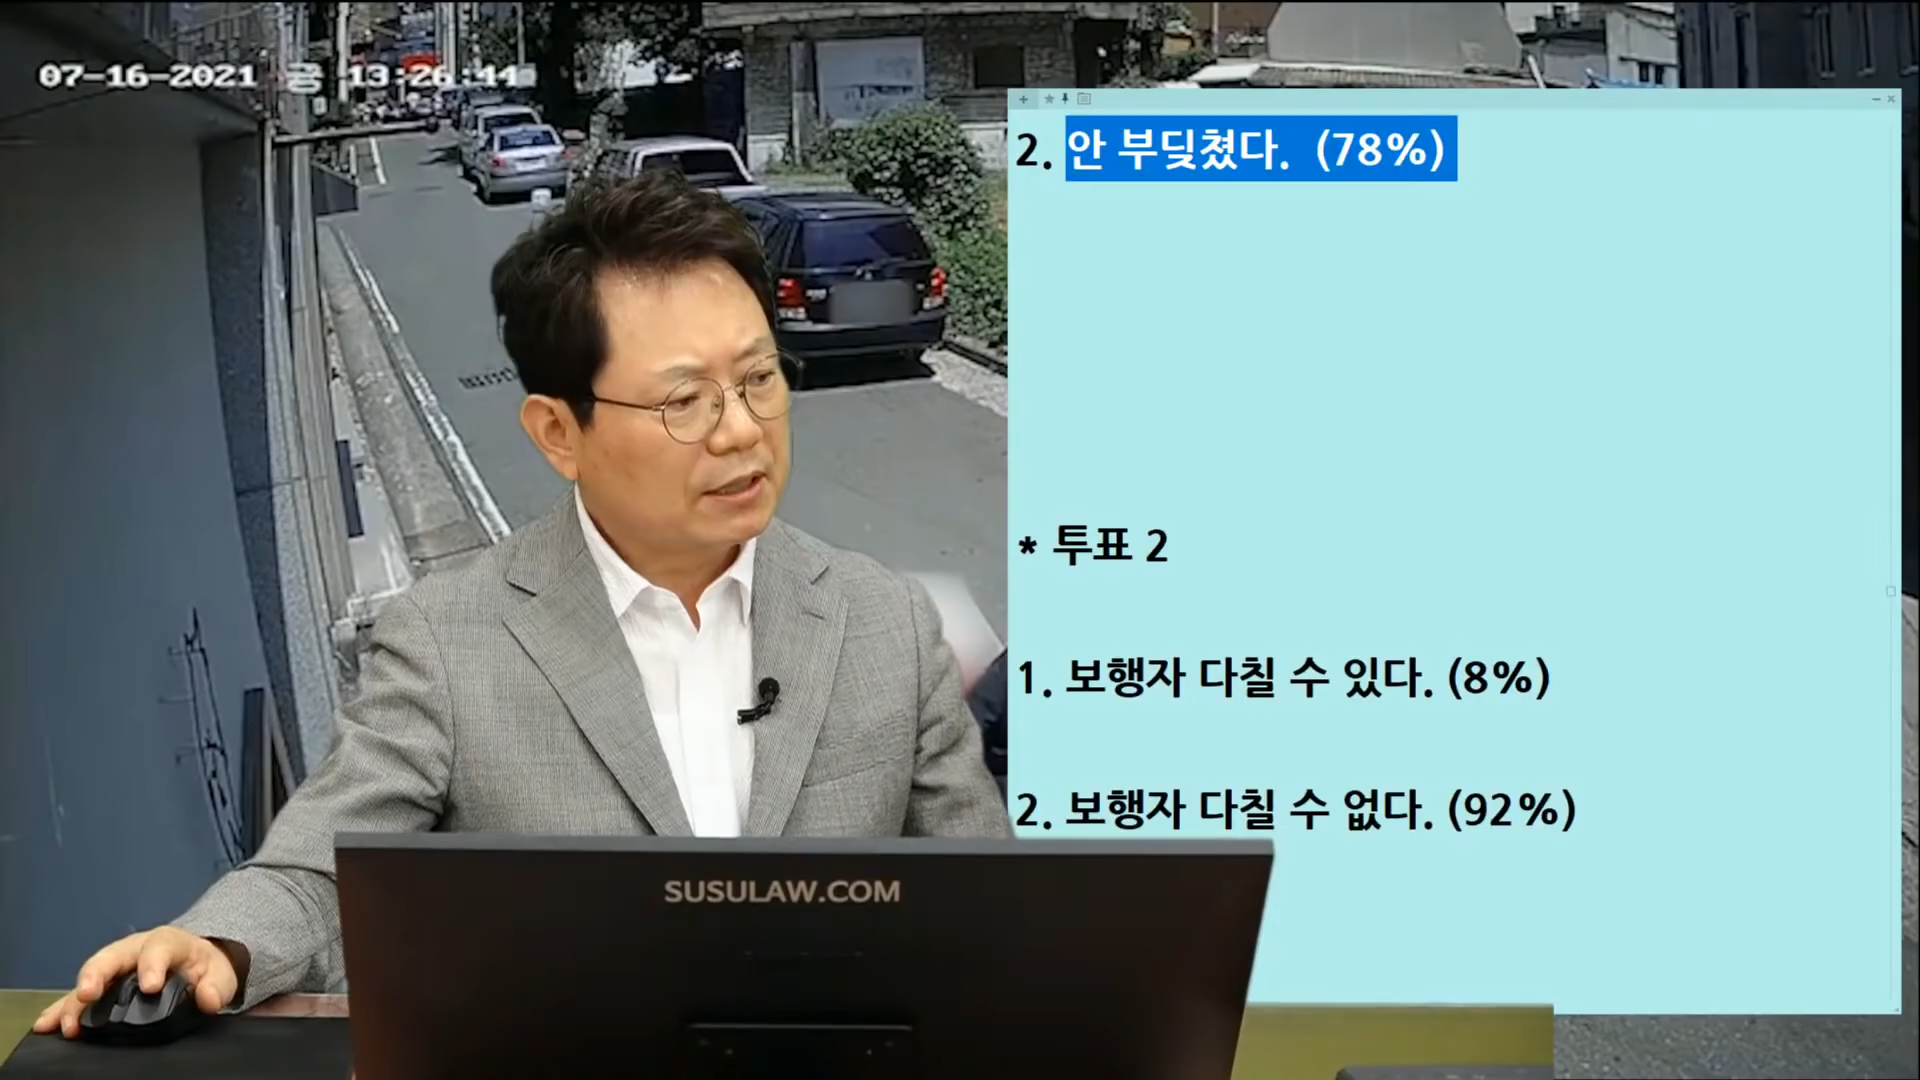 07-16-2021 금 13:26:44
2. 안 부딪쳤다. (78%)
* 투표 2
1. 보행자 다칠 수 있다. (8%)
2. 보행자 다칠 수 없다. (92%)
SUSULAW.COM